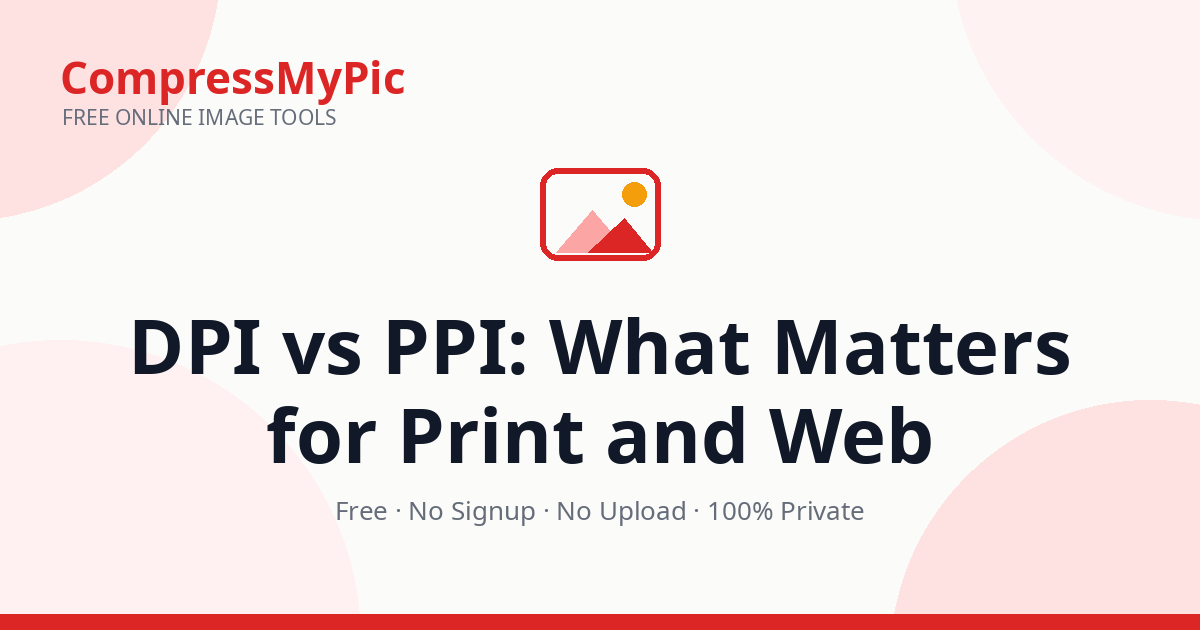 CompressMyPic
FREE ONLINE IMAGE TOOLS
DPI vs PPI: What Matters
for Print and Web
Free · No Signup · No Upload · 100% Private